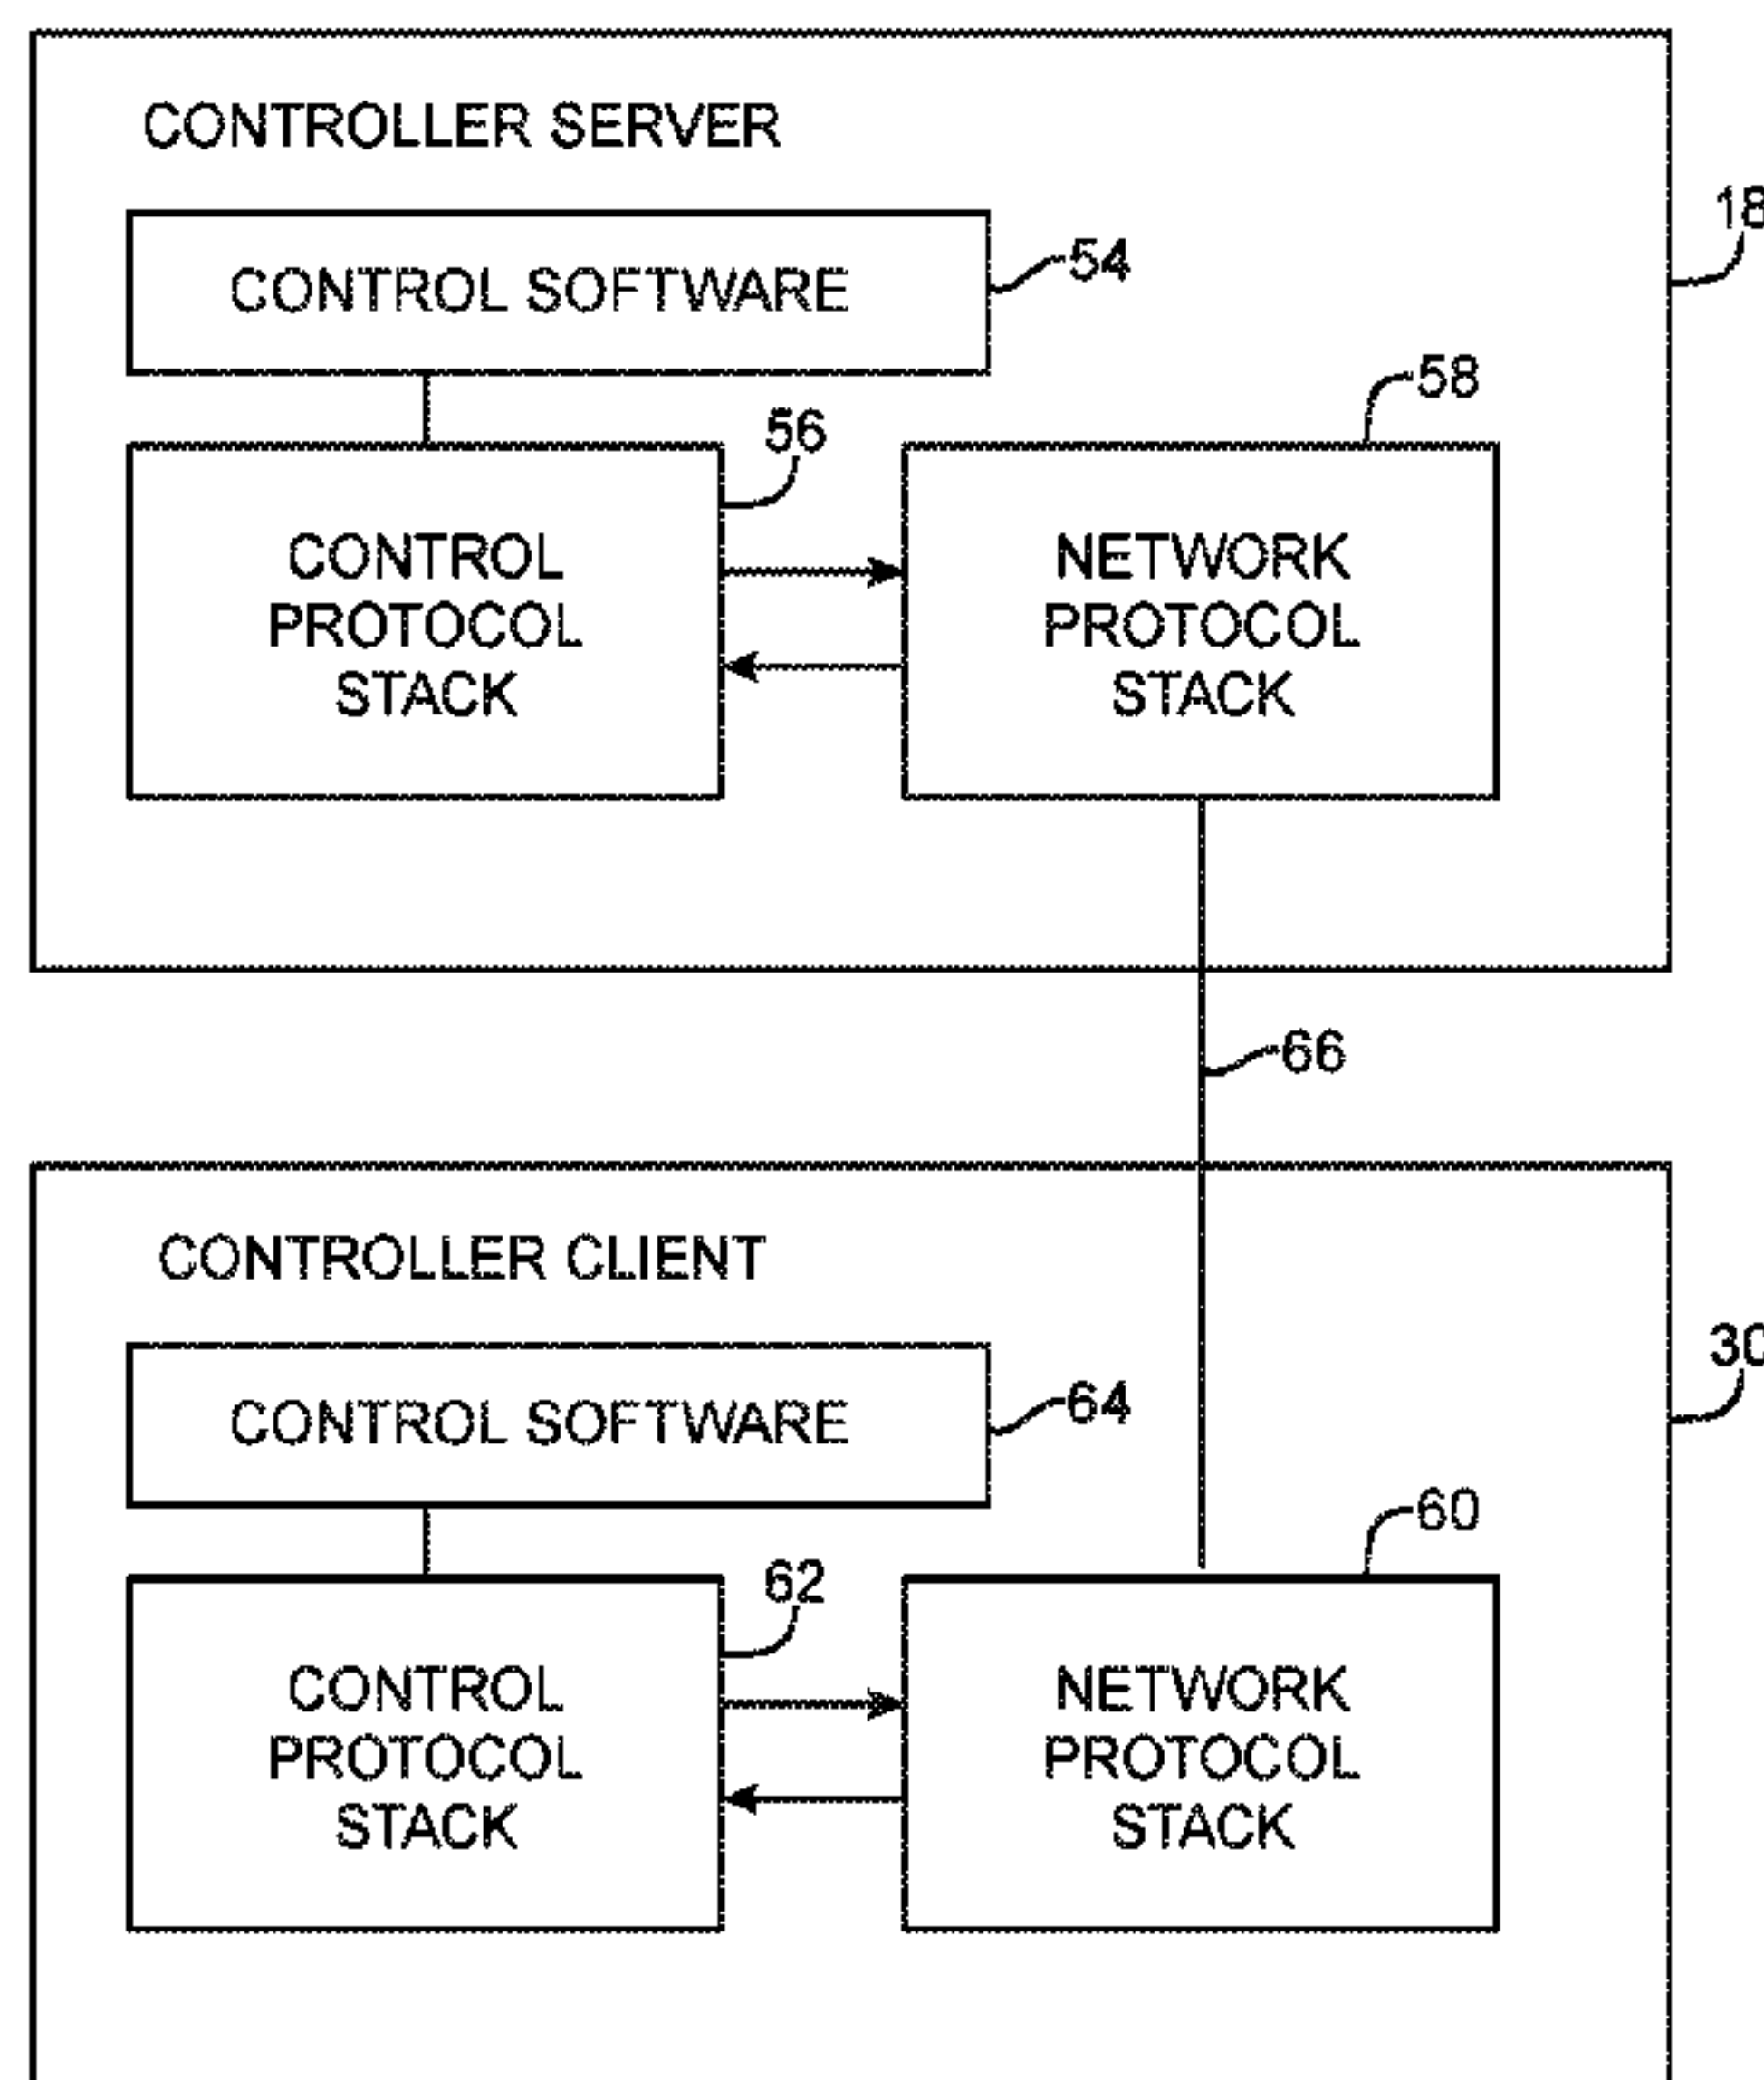 CONTROLLER SERVER
18
CONTROL SOFTWARE
54
58
56
CONTROL
PROTOCOL
STACK
NETWORK
PROTOCOL
STACK
66
CONTROLLER CLIENT
30
CONTROL SOFTWARE
64
60
62
CONTROL
PROTOCOL
STACK
NETWORK
PROTOCOL
STACK